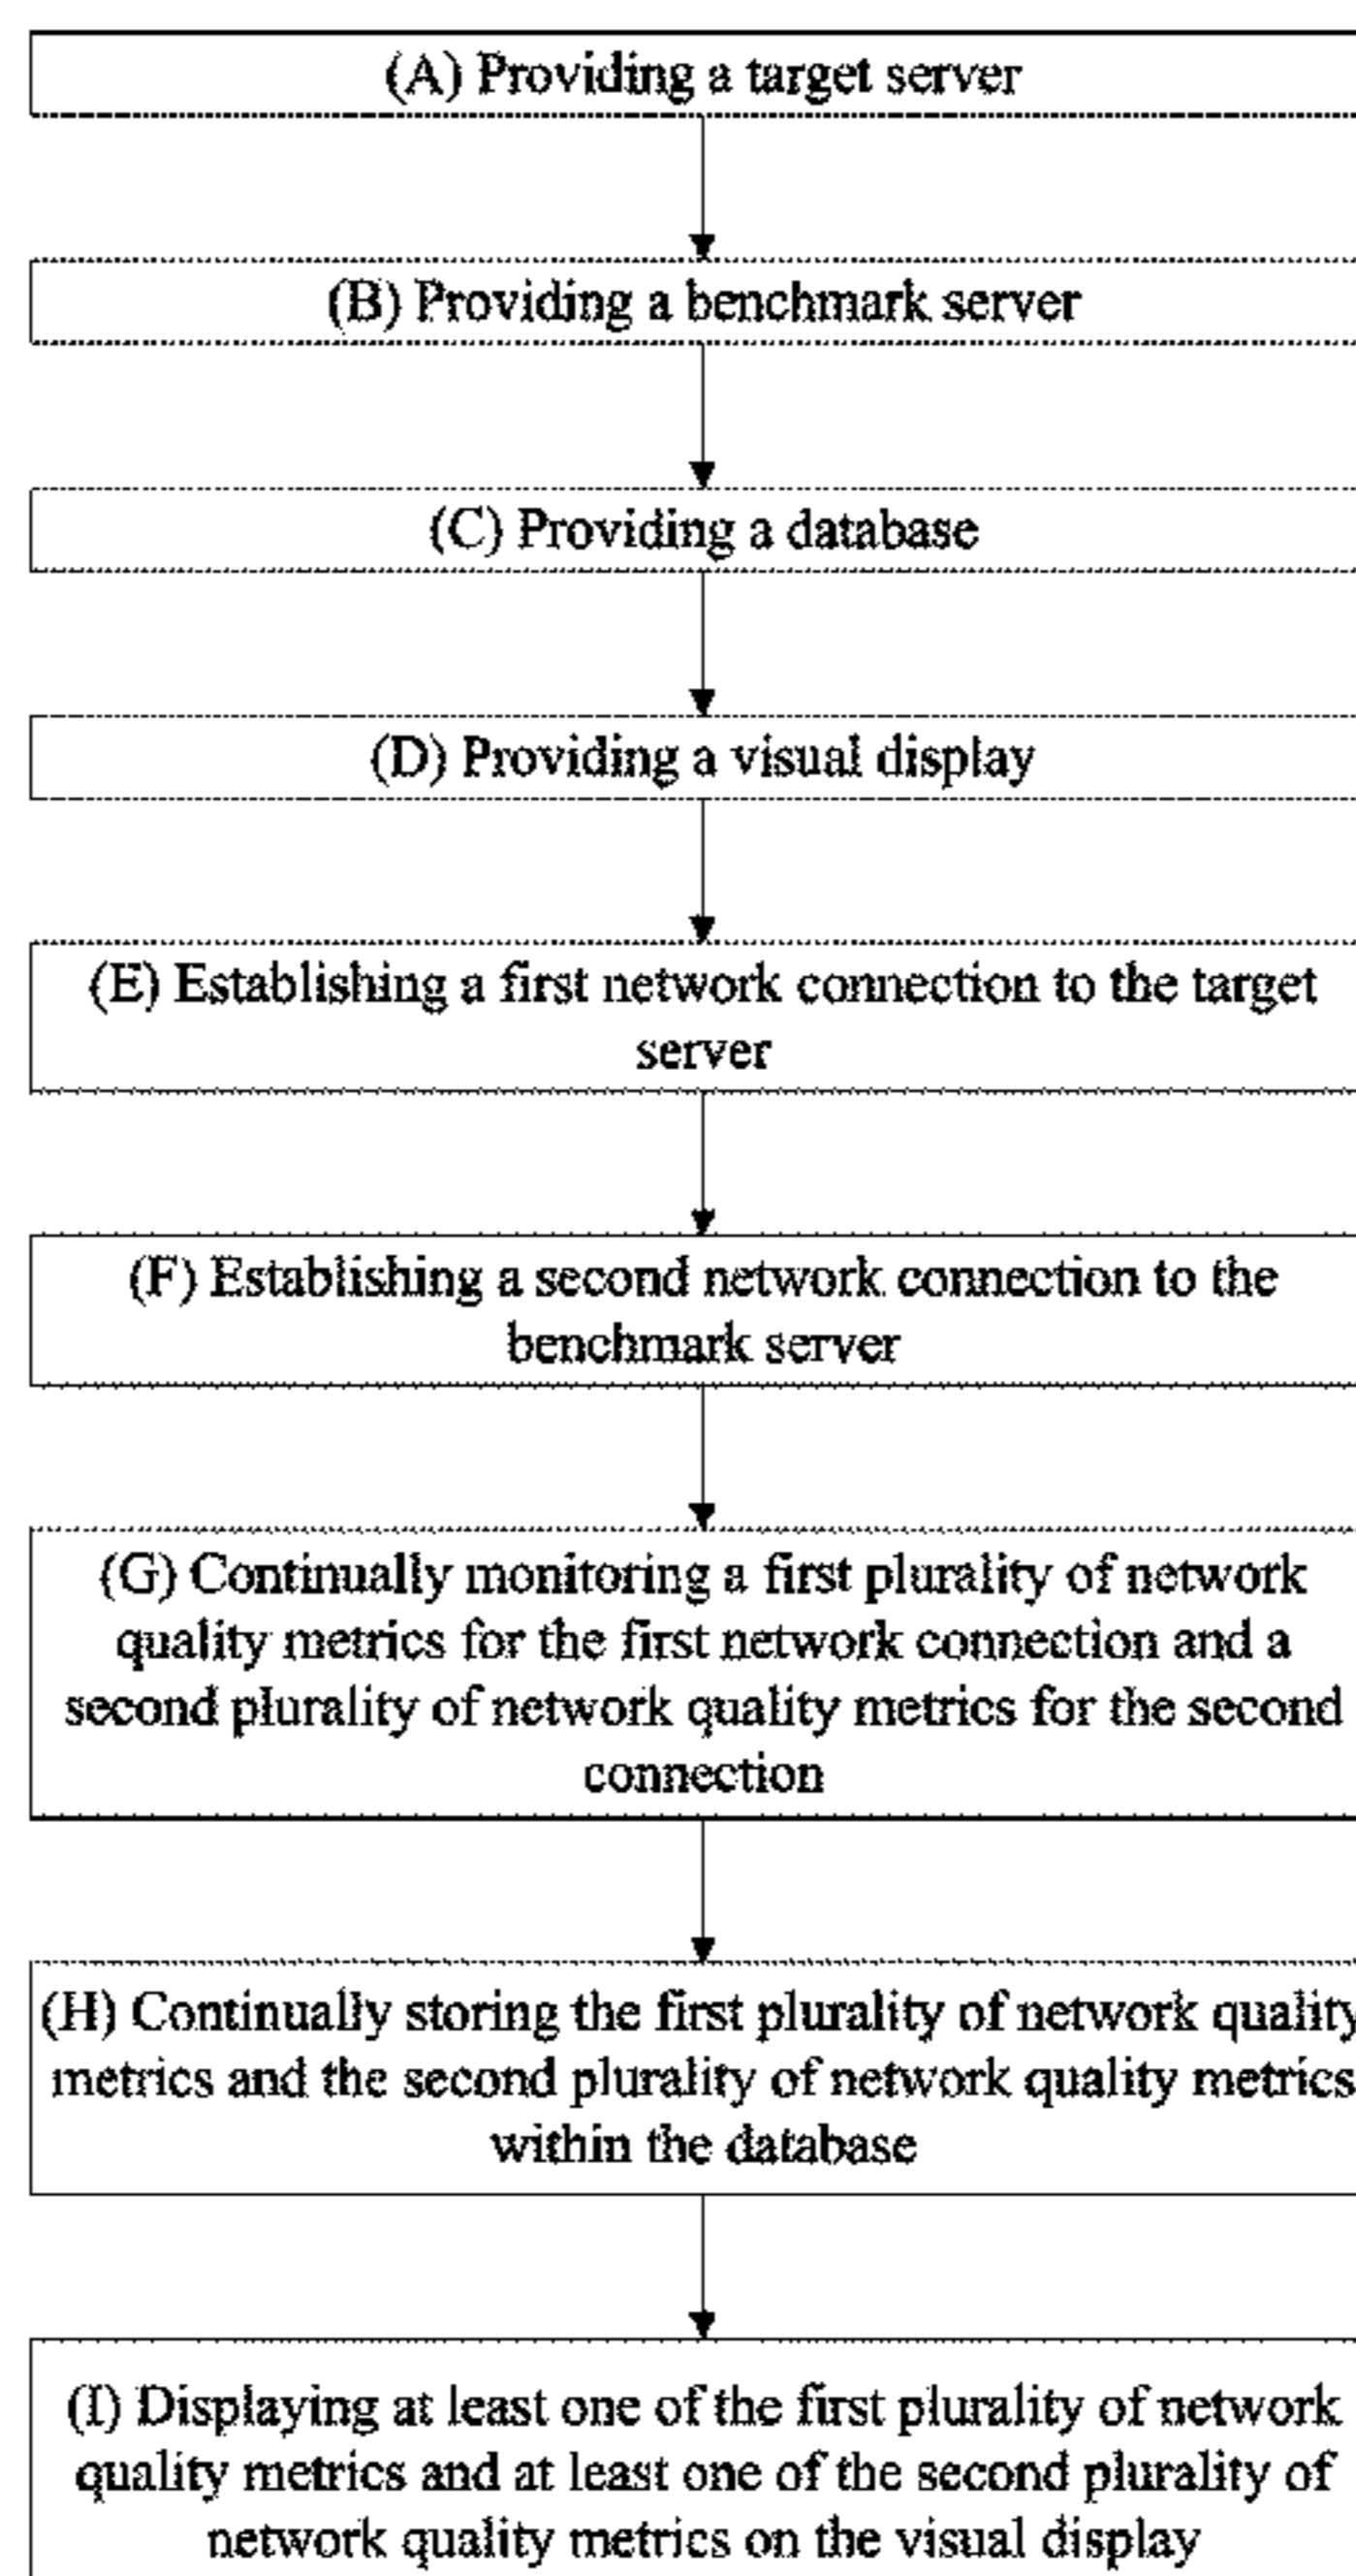 (A) Providing a target server
(B) Providing a benchmark server
(C) Providing a database
(D) Providing a visual display
(E) Establishing a first network connection to the target
server
(F) Establishing a second network connection to the
benchmark server
(G) Continually monitoring a first plurality of network
quality metrics for the first network connection and a
second plurality of network quality metrics for the second
connection
(H) Continually storing the first plurality of network quality
metrics and the second plurality of network quality metrics
within the database
(I) Displaying at least one of the first plurality of network
quality metrics and at least one of the second plurality of
network quality metrics on the visual display